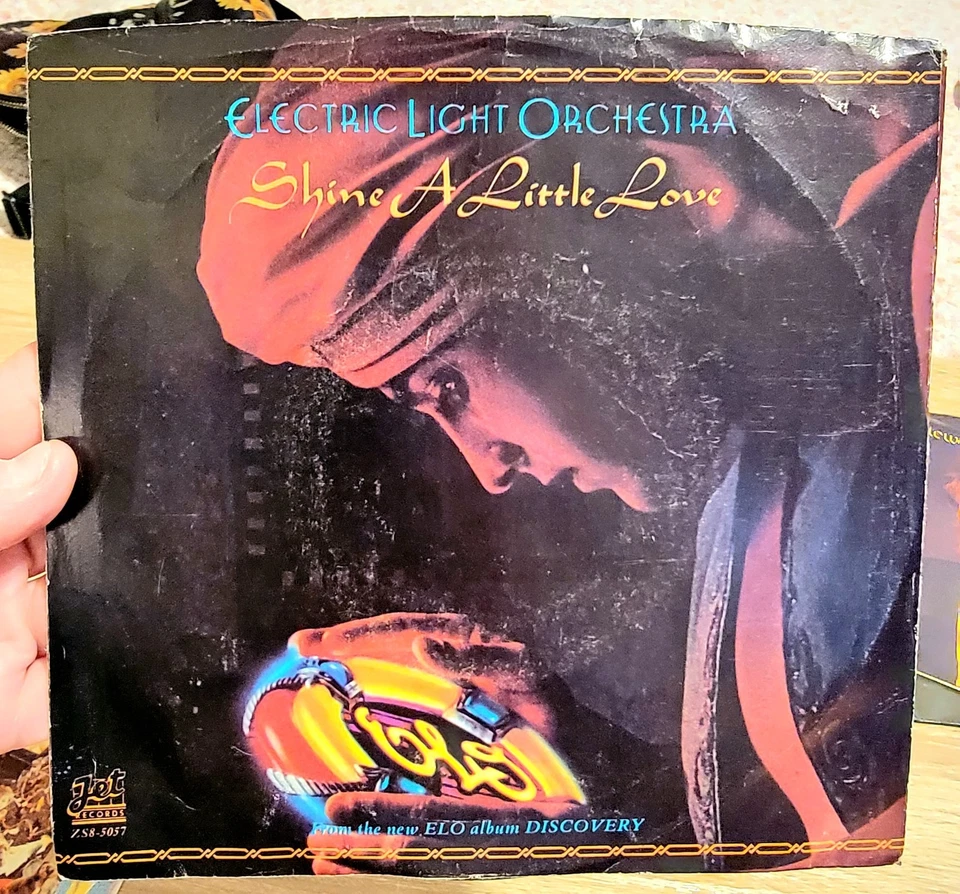 ELECTRIC LIGHT ORCHESTRA
Shine A Little Love
ELO
Jet
RECORDS
ZS8-5057
From the new ELO album DISCOVERY